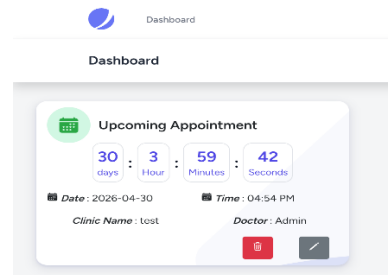 Dashboard
Dashboard
Upcoming Appointment
30 : 3 : 59 : 42
days Hour Minutes Seconds
Date : 2026-04-30 Time : 04:54 PM
Clinic Name : test Doctor : Admin